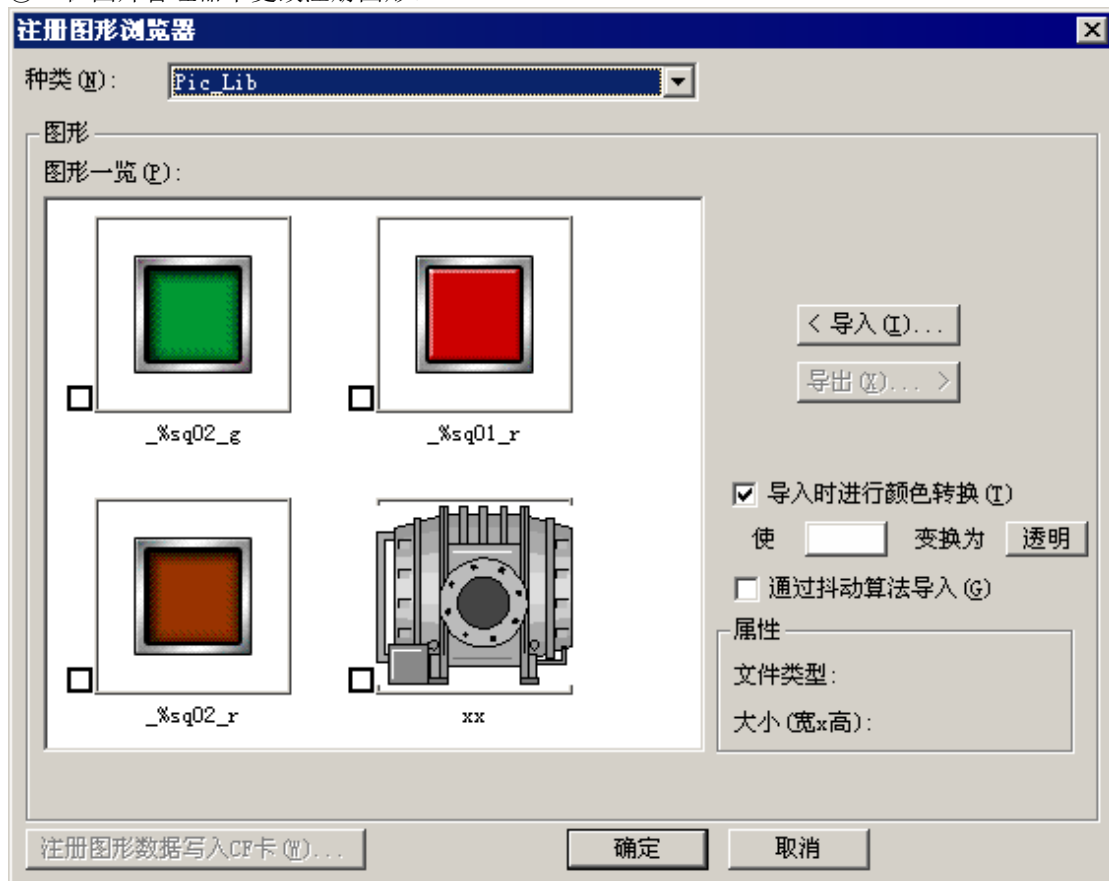 注册图形浏览器
种类(N): Pic_Lib
图形
图形一览(P):
_%sq02_g
_%sq01_r
_%sq02_r
xx
< 导入(I)...
导出(X)... >
导入时进行颜色转换(T)
使 变换为 透明
通过抖动算法导入(G)
属性
文件类型:
大小(宽x高):
注册图形数据写入CF卡(W)...
确定
取消